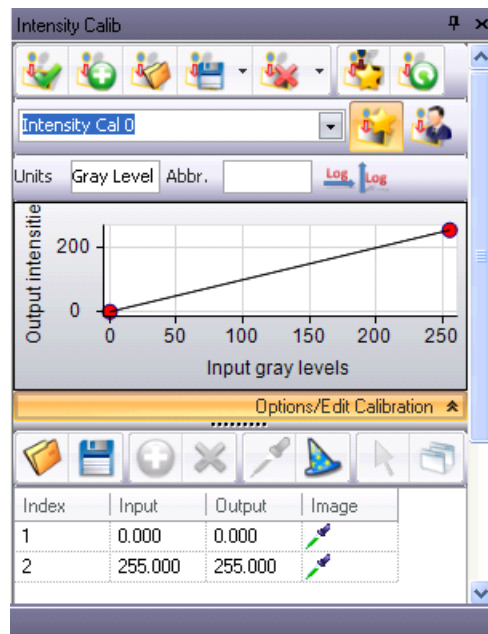 Intensity Calib
Intensity Cal 0
Units Gray Level Abbr.
Log Log
Output intensitie
200
0
0 50 100 150 200 250
Input gray levels
Options/Edit Calibration
Index Input Output Image
1 0.000 0.000
2 255.000 255.000